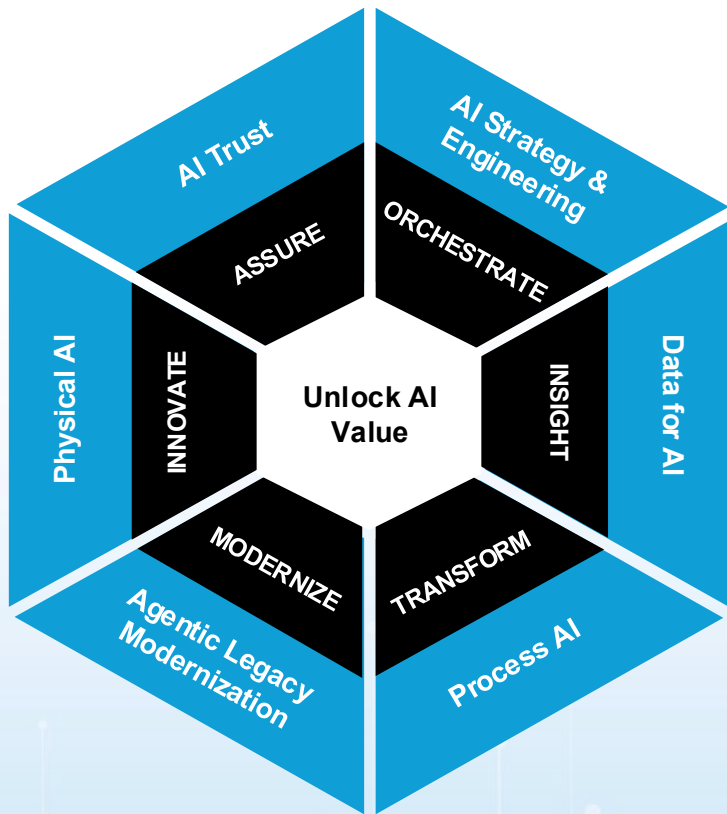 AI Trust
ASSURE
AI Strategy &
Engineering
ORCHESTRATE
Physical AI
INNOVATE
Unlock AI
Value
INSIGHT
Data for AI
MODERNIZE
Agentic Legacy
Modernization
TRANSFORM
Process AI